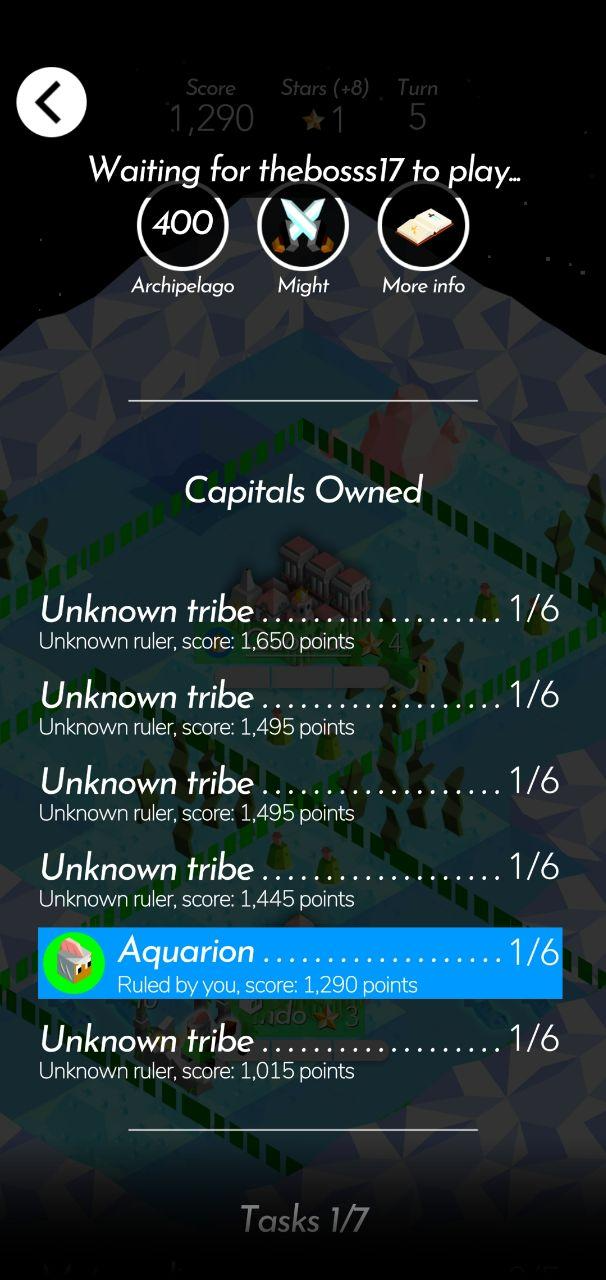 Score Stars (+8) Turn
1,290 1 5
Waiting for thebosss17 to play...
400
Archipelago Might More info
Capitals Owned
Unknown tribe.....................1/6
Unknown ruler, score: 1,650 points
4
Unknown tribe.....................1/6
Unknown ruler, score: 1,495 points
Unknown tribe.....................1/6
Unknown ruler, score: 1,495 points
Unknown tribe.....................1/6
Unknown ruler, score: 1,445 points
Aquarion.....................1/6
Ruled by you, score: 1,290 points
3
Unknown tribe.....................1/6
Unknown ruler, score: 1,015 points
Tasks 1/7